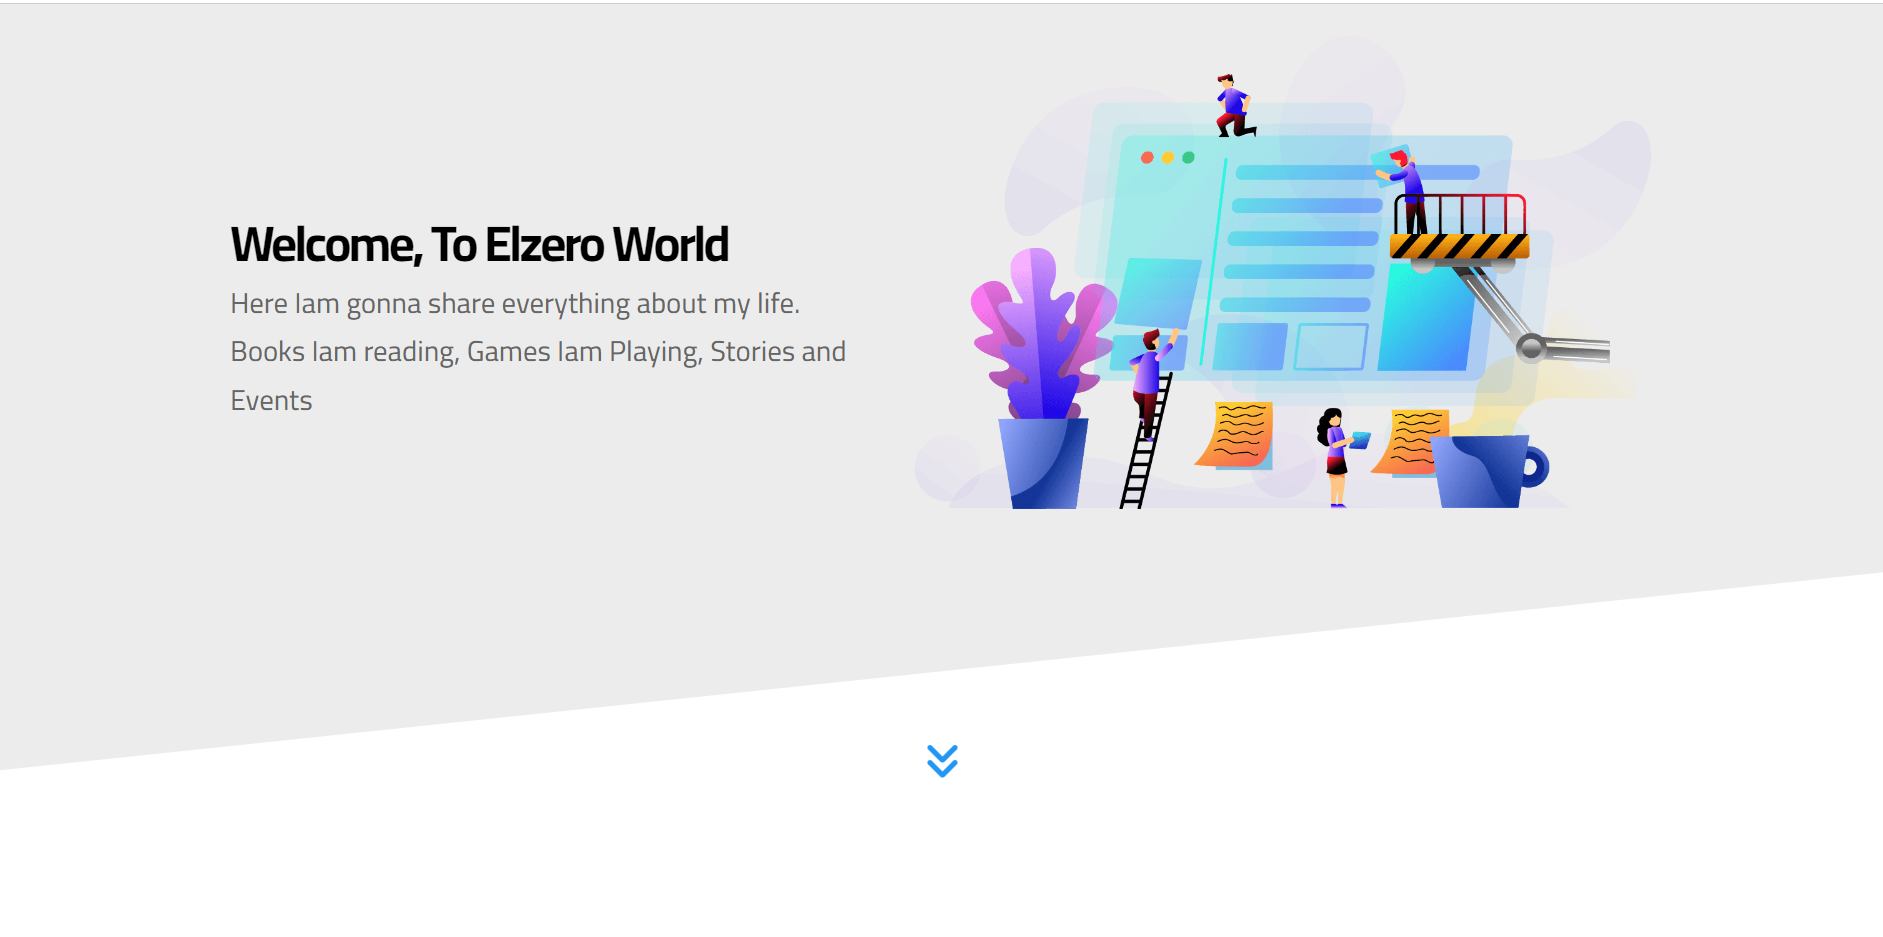 Welcome, To Elzero World
Here Iam gonna share everything about my life.
Books Iam reading, Games Iam Playing, Stories and
Events